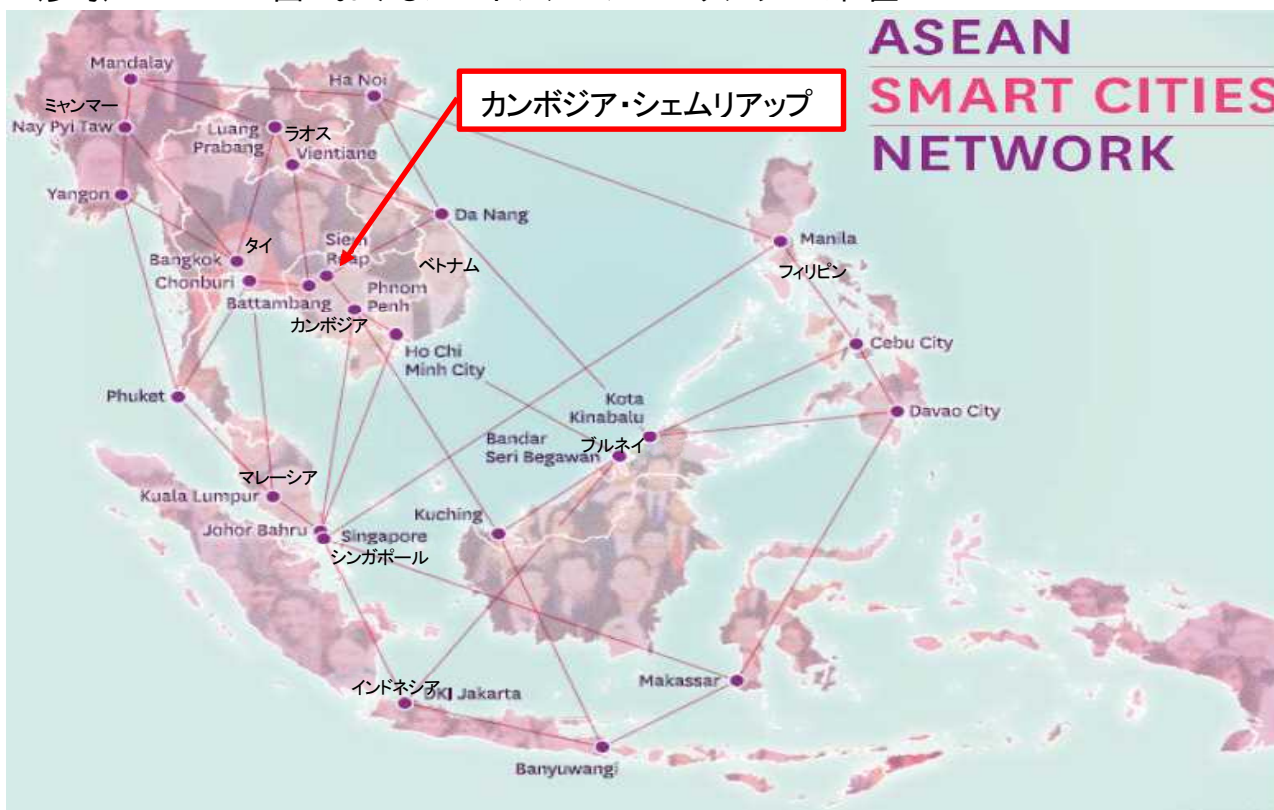 ASEAN
SMART CITIES
NETWORK
カンボジア・シェムリアップ
Mandalay
Ha Noi
ミャンマー
Nay Pyi Taw
Luang
Prabang
ラオス
Vientiane
Yangon
Da Nang
タイ
Bangkok
Siem
Reap
ベトナム
Manila
フィリピン
Chonburi
Battambang
Phnom
Penh
カンボジア
Ho Chi
Minh City
Cebu City
Phuket
Kota
Kinabalu
Davao City
Bandar
Seri Begawan
ブルネイ
マレーシア
Kuala Lumpur
Johor Bahru
Singapore
シンガポール
Kuching
インドネシア
DKI Jakarta
Makassar
Banyuwangi